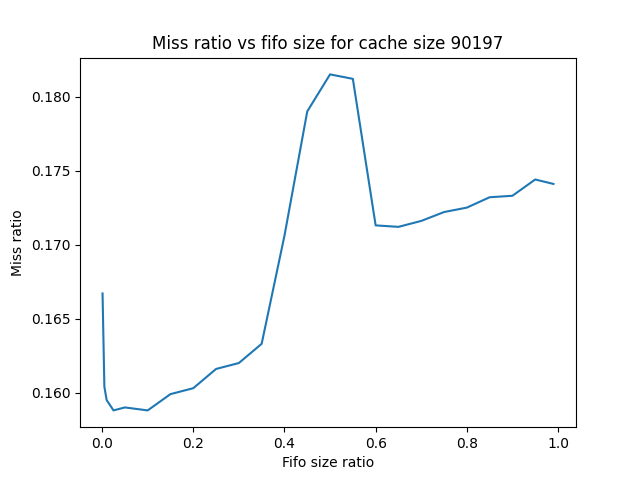 Miss ratio vs fifo size for cache size 90197
0.180
0.175
0.170
0.165
0.160
Miss ratio
0.0 0.2 0.4 0.6 0.8 1.0
Fifo size ratio